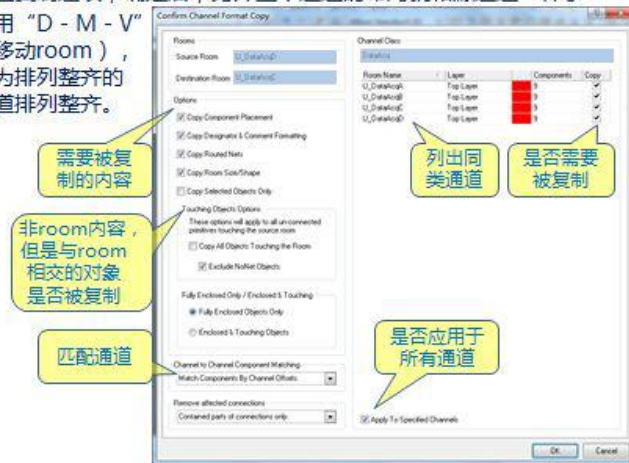 用“D - M - V”
移动room），
为排列整齐的
道排列整齐。
Confirm Channel Format Copy
Rooms
Source Room U_DataAcqD
Destination Room U_DataAcqC
Options
Copy Component Placement
Copy Designator & Comment Formatting
Copy Routed Nets
Copy Room Size/Shape
Copy Selected Objects Only
Touching Objects Options
These options will apply to all un-connected
primitives touching the source room
Copy All Objects Touching the Room
Exclude NoNet Objects
Fully Enclosed Only / Enclosed & Touching
Fully Enclosed Objects Only
Enclosed & Touching Objects
Channel to Channel Component Matching
Match Components By Channel Offsets
Remove affected connections
Contained parts of connections only
Channel Class
DataAcq
Room Name / Layer Components Copy
U_DataAcqA Top Layer 9
U_DataAcqB Top Layer 9
U_DataAcqC Top Layer 9
U_DataAcqD Top Layer 9
Apply To Specified Channels
OK Cancel
需要被复
制的内容
非room内容，
但是与room
相交的对象
是否被复制
匹配通道
列出同
类通道
是否需要
被复制
是否应用于
所有通道